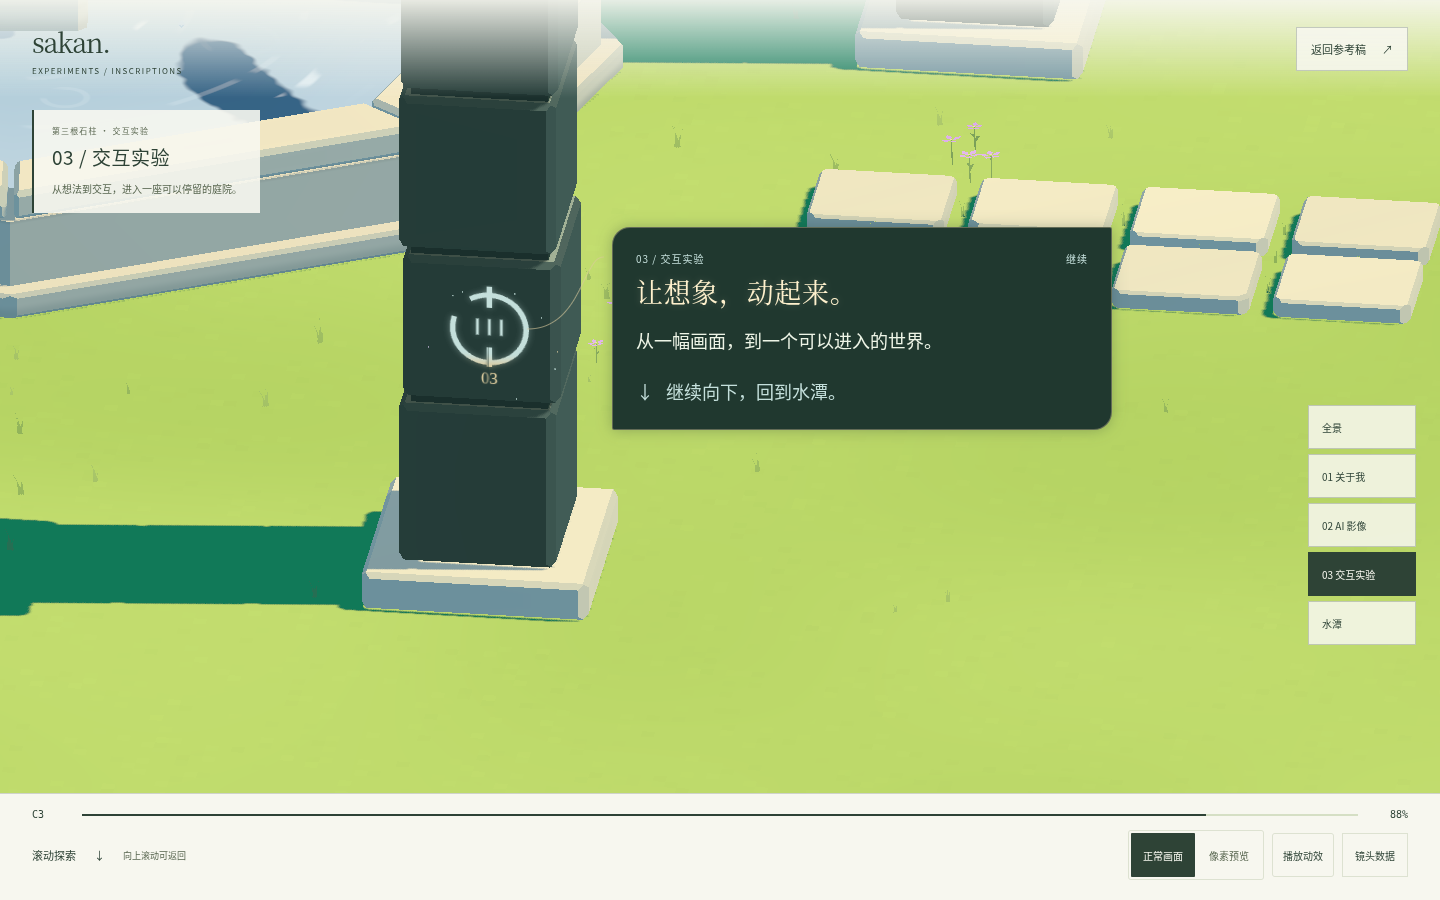 sakan.
EXPERIMENTS / INSCRIPTIONS
返回参考稿 ↗
第三根石柱 · 交互实验
03 / 交互实验
从想法到交互，进入一座可以停留的庭院。
03 / 交互实验
继续
让想象，动起来。
从一幅画面，到一个可以进入的世界。
↓ 继续向下，回到水潭。
03
全景
01 关于我
02 AI 影像
03 交互实验
水潭
C3
88%
滚动探索 ↓ 向上滚动可返回
正常画面
像素预览
播放动效
镜头数据